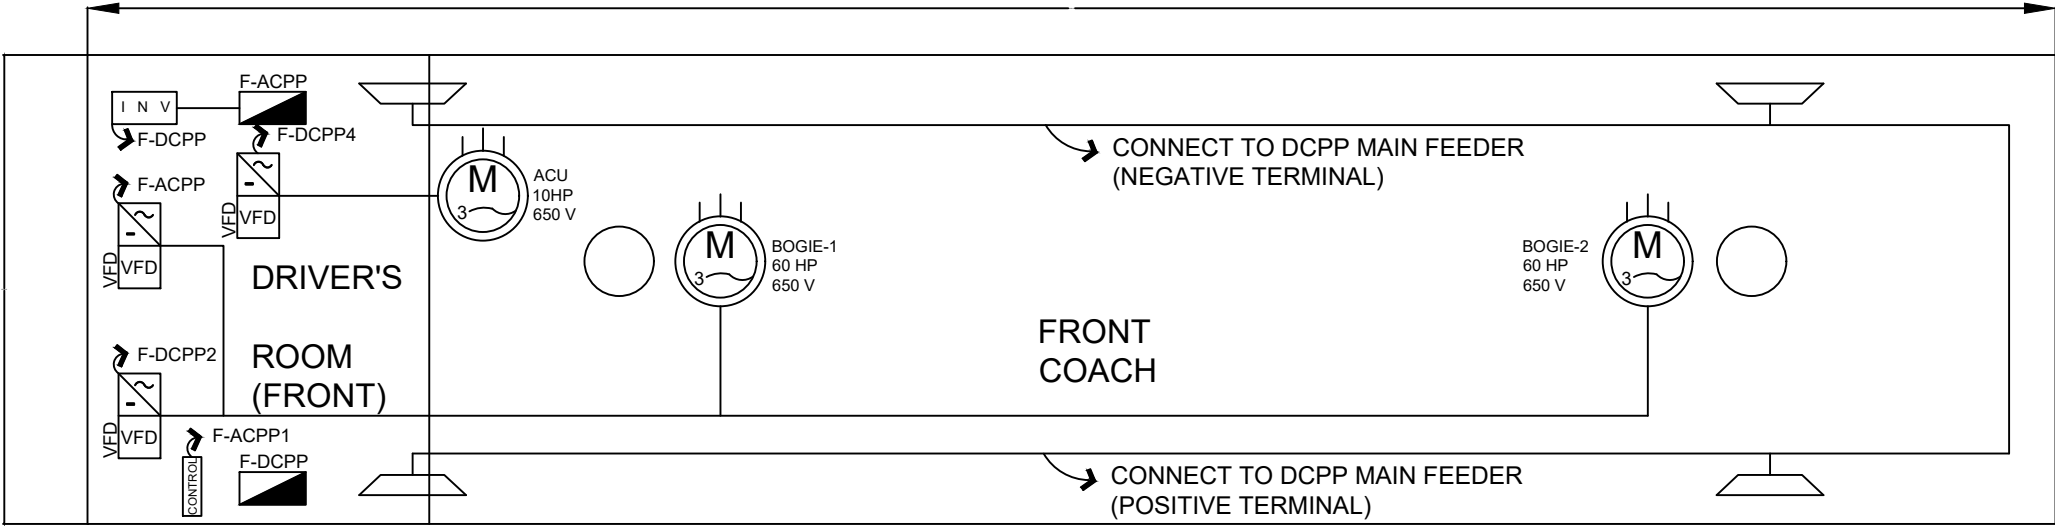 F-ACPP
I N V
F-DCPP
F-DCPP4
F-ACPP
VFD
VFD
VFD
VFD
M
3
ACU
10HP
650 V
CONNECT TO DCPP MAIN FEEDER
(NEGATIVE TERMINAL)
M
3
BOGIE-1
60 HP
650 V
BOGIE-2
60 HP
650 V
M
3
DRIVER'S
ROOM
(FRONT)
FRONT
COACH
F-DCPP2
VFD
VFD
F-ACPP1
CONTROL
F-DCPP
CONNECT TO DCPP MAIN FEEDER
(POSITIVE TERMINAL)